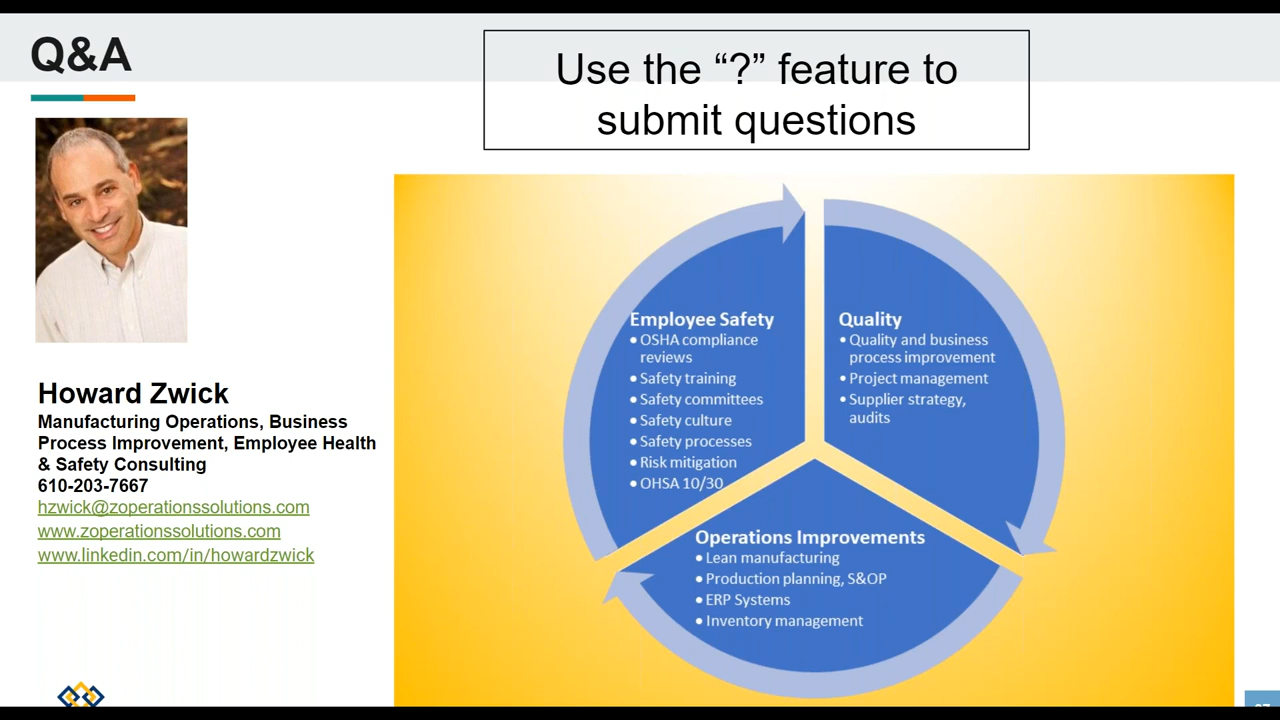 Q&A
Use the “?” feature to
submit questions
Howard Zwick
Manufacturing Operations, Business
Process Improvement, Employee Health
& Safety Consulting
610-203-7667
hzwick@zoperationssolutions.com
www.zoperationssolutions.com
www.linkedin.com/in/howardzwick
Employee Safety
• OSHA compliance
reviews
• Safety training
• Safety committees
• Safety culture
• Safety processes
• Risk mitigation
• OHSA 10/30
Quality
• Quality and business
process improvement
• Project management
• Supplier strategy,
audits
Operations Improvements
• Lean manufacturing
• Production planning, S&OP
• ERP Systems
• Inventory management